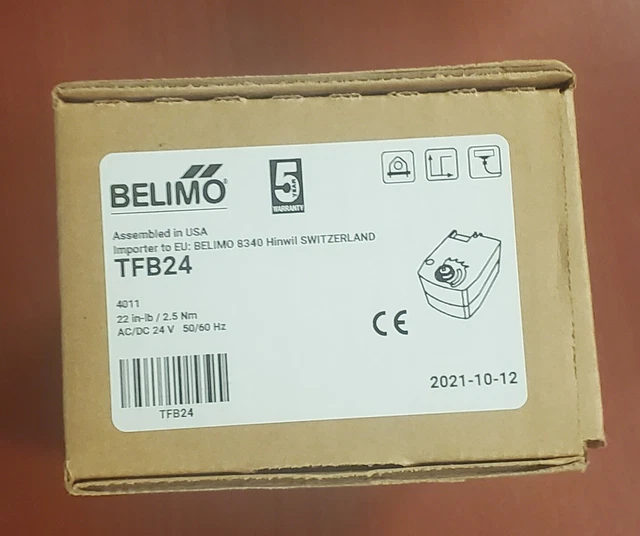 BELIMO®
5 YEAR
WARRANTY
Assembled in USA
Importer to EU: BELIMO 8340 Hinwil SWITZERLAND
TFB24
4011
22 in-lb / 2.5 Nm
AC/DC 24 V 50/60 Hz
CE
TFB24
2021-10-12